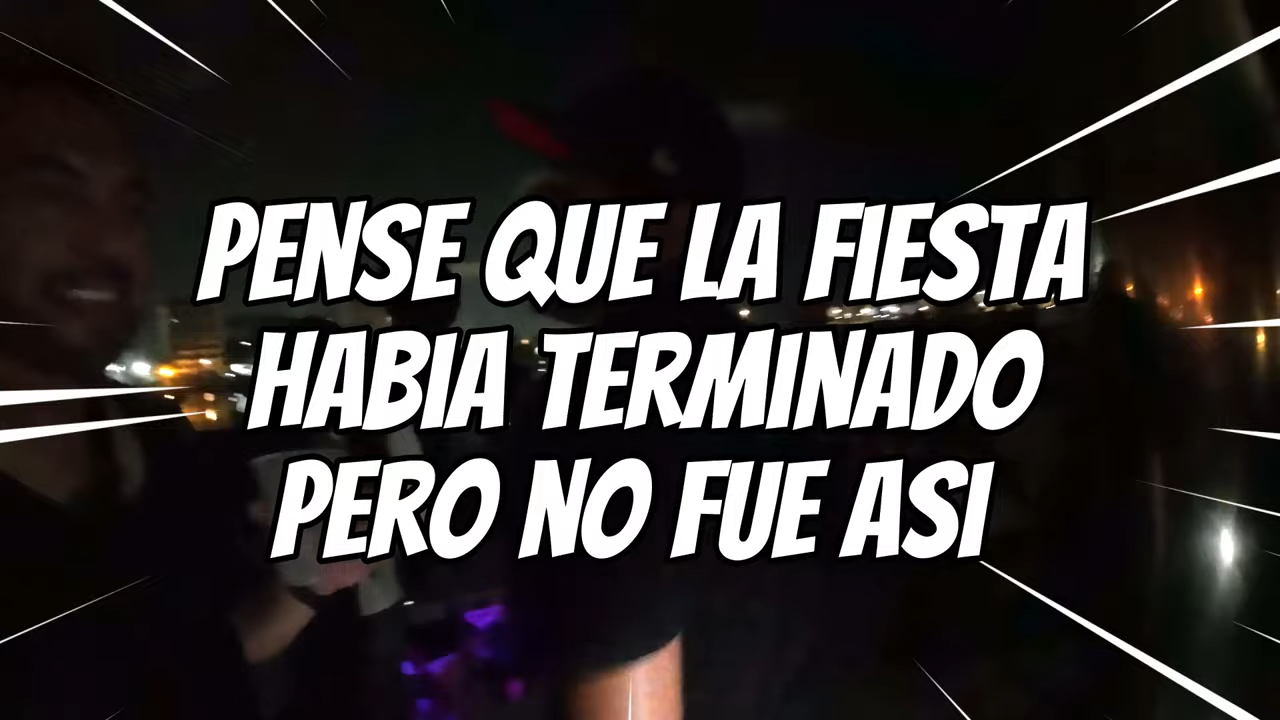 PENSE QUE LA FIESTA
HABIA TERMINADO
PERO NO FUE ASI